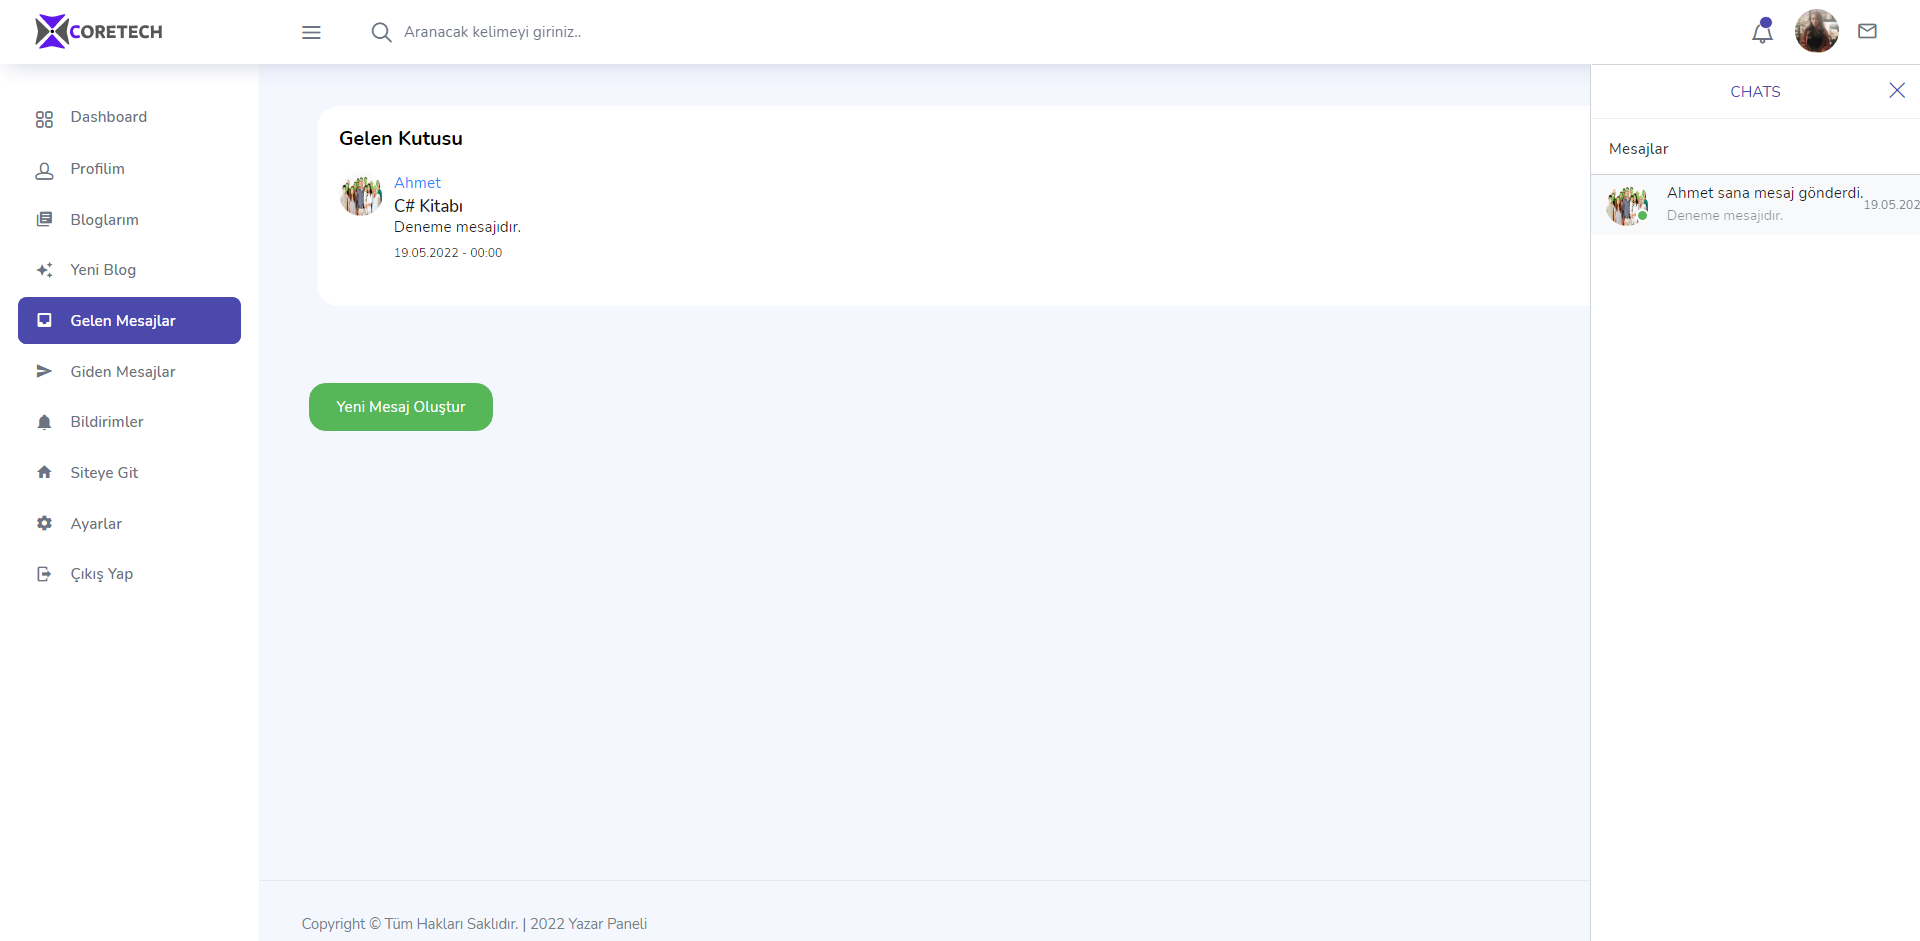 CORETECH
Aranacak kelimeyi giriniz..
Dashboard
Profilim
Bloglarım
Yeni Blog
Gelen Mesajlar
Giden Mesajlar
Bildirimler
Siteye Git
Ayarlar
Çıkış Yap
Gelen Kutusu
Ahmet
C# Kitabı
Deneme mesajıdır.
19.05.2022 - 00:00
Yeni Mesaj Oluştur
Copyright © Tüm Hakları Saklıdır. | 2022 Yazar Paneli
CHATS
Mesajlar
Ahmet sana mesaj gönderdi.
Deneme mesajıdır.
19.05.202